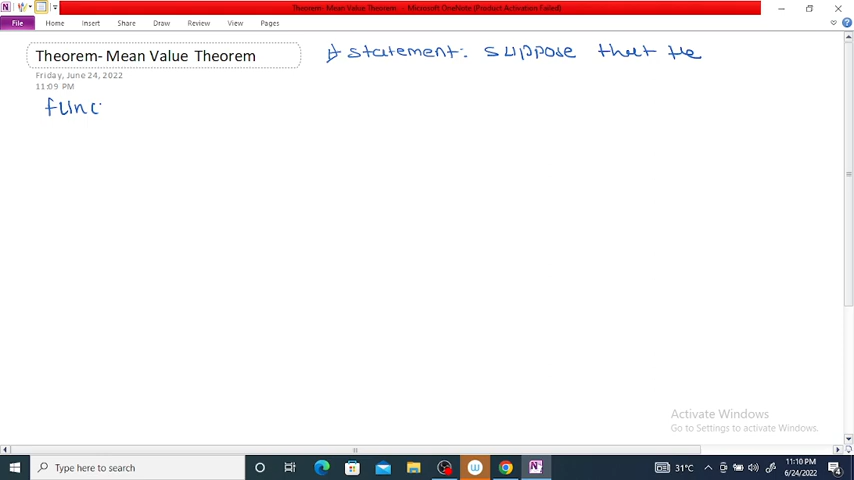 Theorem- Mean Value Theorem - Microsoft OneNote (Product Activation Failed)
File Home Insert Share Draw Review View Pages
Theorem- Mean Value Theorem
statement: suppose that the
Friday, June 24, 2022
11:09 PM
func
Activate Windows
Go to Settings to activate Windows.
Type here to search
31°C
11:10 PM
6/24/2022
4